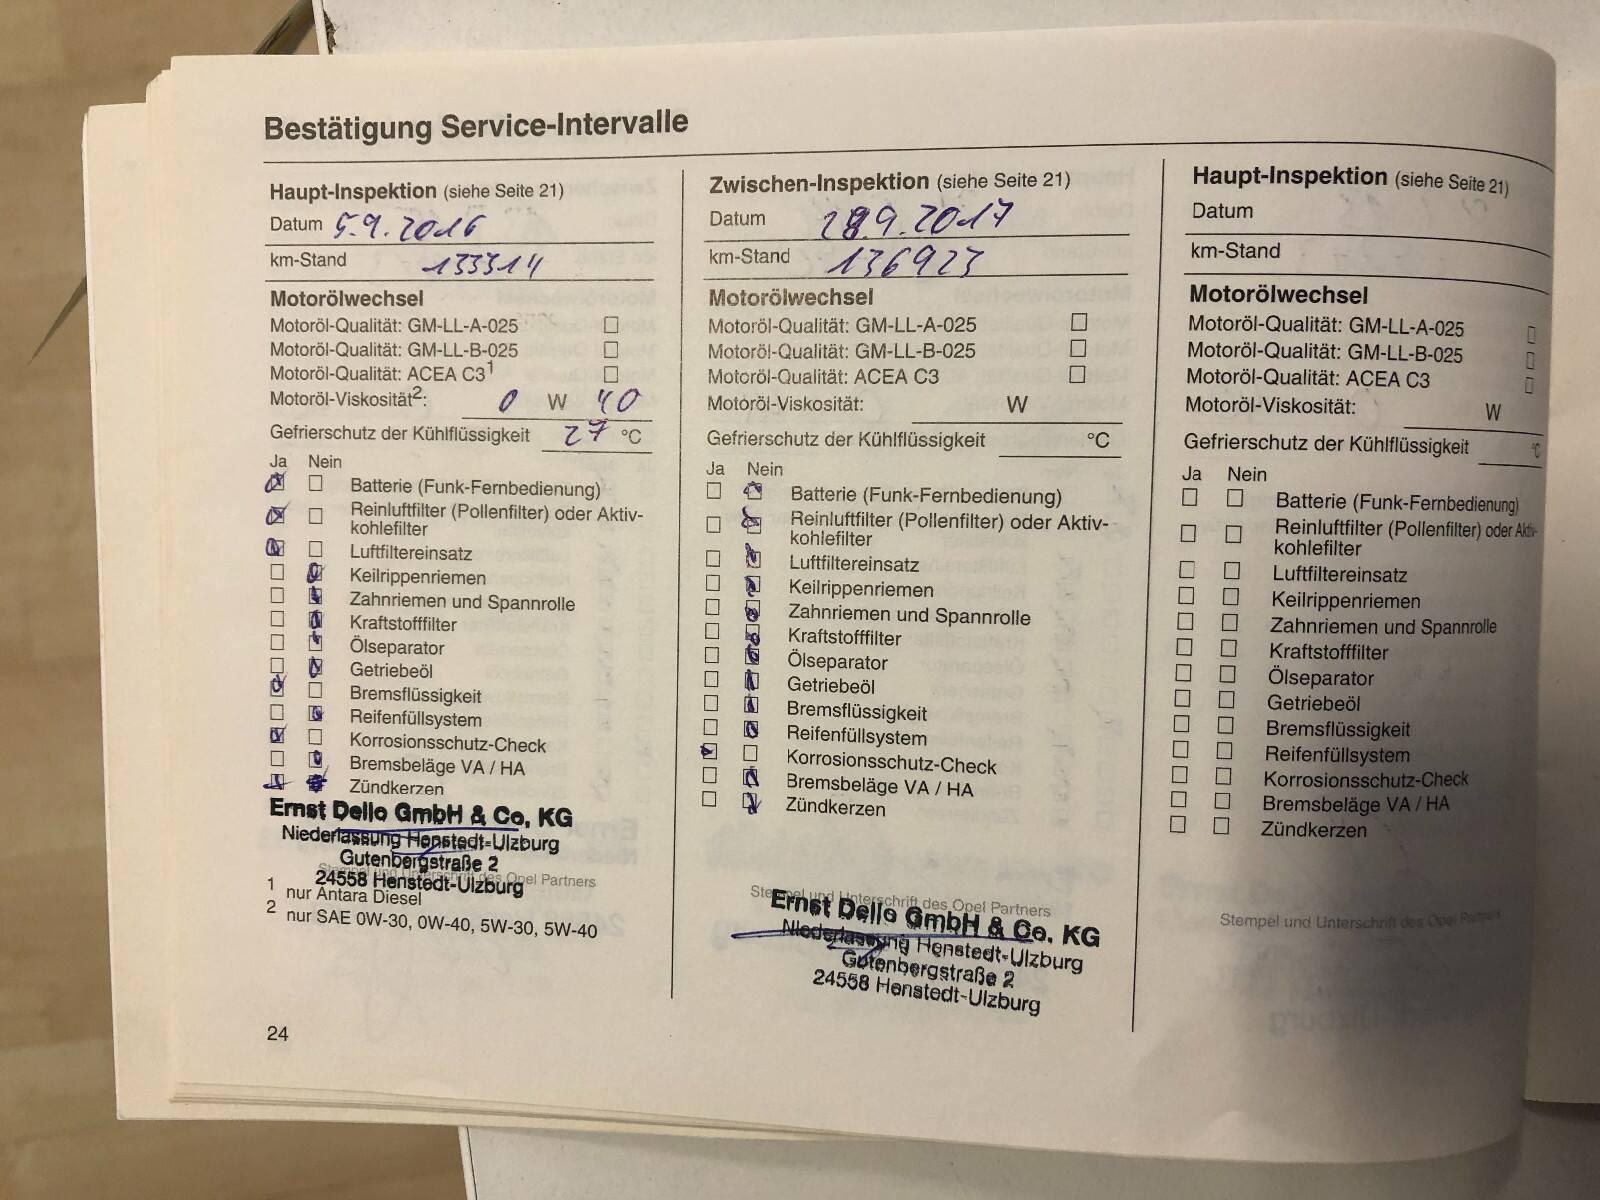 Bestätigung Service-Intervalle
Haupt-Inspektion (siehe Seite 21)
Datum 5.9.2016
km-Stand 133314
Motorölwechsel
Motoröl-Qualität: GM-LL-A-025
Motoröl-Qualität: GM-LL-B-025
Motoröl-Qualität: ACEA C3¹
Motoröl-Viskosität²: 0 W 40
Gefrierschutz der Kühlflüssigkeit 27 °C
Ja Nein
Batterie (Funk-Fernbedienung)
Reinluftfilter (Pollenfilter) oder Aktiv-
kohlefilter
Luftfiltereinsatz
Keilrippenriemen
Zahnriemen und Spannrolle
Kraftstofffilter
Ölseparator
Getriebeöl
Bremsflüssigkeit
Reifenfüllsystem
Korrosionsschutz-Check
Bremsbeläge VA / HA
Zündkerzen
Ernst Dello GmbH & Co. KG
Niederlassung Henstedt-Ulzburg
Gutenbergstraße 2
Stempel und Unterschrift des Opel Partners
24558 Henstedt-Ulzburg
1 nur Antara Diesel
2 nur SAE 0W-30, 0W-40, 5W-30, 5W-40
24
Zwischen-Inspektion (siehe Seite 21)
Datum 28.9.2017
km-Stand 136923
Motorölwechsel
Motoröl-Qualität: GM-LL-A-025
Motoröl-Qualität: GM-LL-B-025
Motoröl-Qualität: ACEA C3
Motoröl-Viskosität: W
Gefrierschutz der Kühlflüssigkeit °C
Ja Nein
Batterie (Funk-Fernbedienung)
Reinluftfilter (Pollenfilter) oder Aktiv-
kohlefilter
Luftfiltereinsatz
Keilrippenriemen
Zahnriemen und Spannrolle
Kraftstofffilter
Ölseparator
Getriebeöl
Bremsflüssigkeit
Reifenfüllsystem
Korrosionsschutz-Check
Bremsbeläge VA / HA
Zündkerzen
Stempel und Unterschrift des Opel Partners
Ernst Dello GmbH & Co. KG
Niederlassung Henstedt-Ulzburg
Gutenbergstraße 2
24558 Henstedt-Ulzburg
Haupt-Inspektion (siehe Seite 21)
Datum
km-Stand
Motorölwechsel
Motoröl-Qualität: GM-LL-A-025
Motoröl-Qualität: GM-LL-B-025
Motoröl-Qualität: ACEA C3
Motoröl-Viskosität: W
Gefrierschutz der Kühlflüssigkeit °C
Ja Nein
Batterie (Funk-Fernbedienung)
Reinluftfilter (Pollenfilter) oder Aktiv-
kohlefilter
Luftfiltereinsatz
Keilrippenriemen
Zahnriemen und Spannrolle
Kraftstofffilter
Ölseparator
Getriebeöl
Bremsflüssigkeit
Reifenfüllsystem
Korrosionsschutz-Check
Bremsbeläge VA / HA
Zündkerzen
Stempel und Unterschrift des Opel Partners